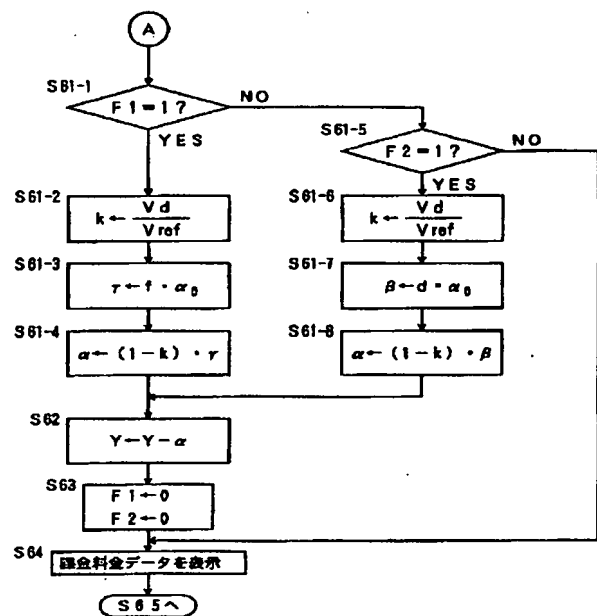 A
S61-1
F1=1?
NO
YES
S61-5
F2=1?
NO
YES
S61-2
k←Vd/Vref
S61-6
k←Vd/Vref
S61-3
γ←f・α₀
S61-7
β←d・α₀
S61-4
α←(1-k)・γ
S61-8
α←(1-k)・β
S62
Y←Y-α
S63
F1←0
F2←0
S64
課金料金データを表示
S65へ